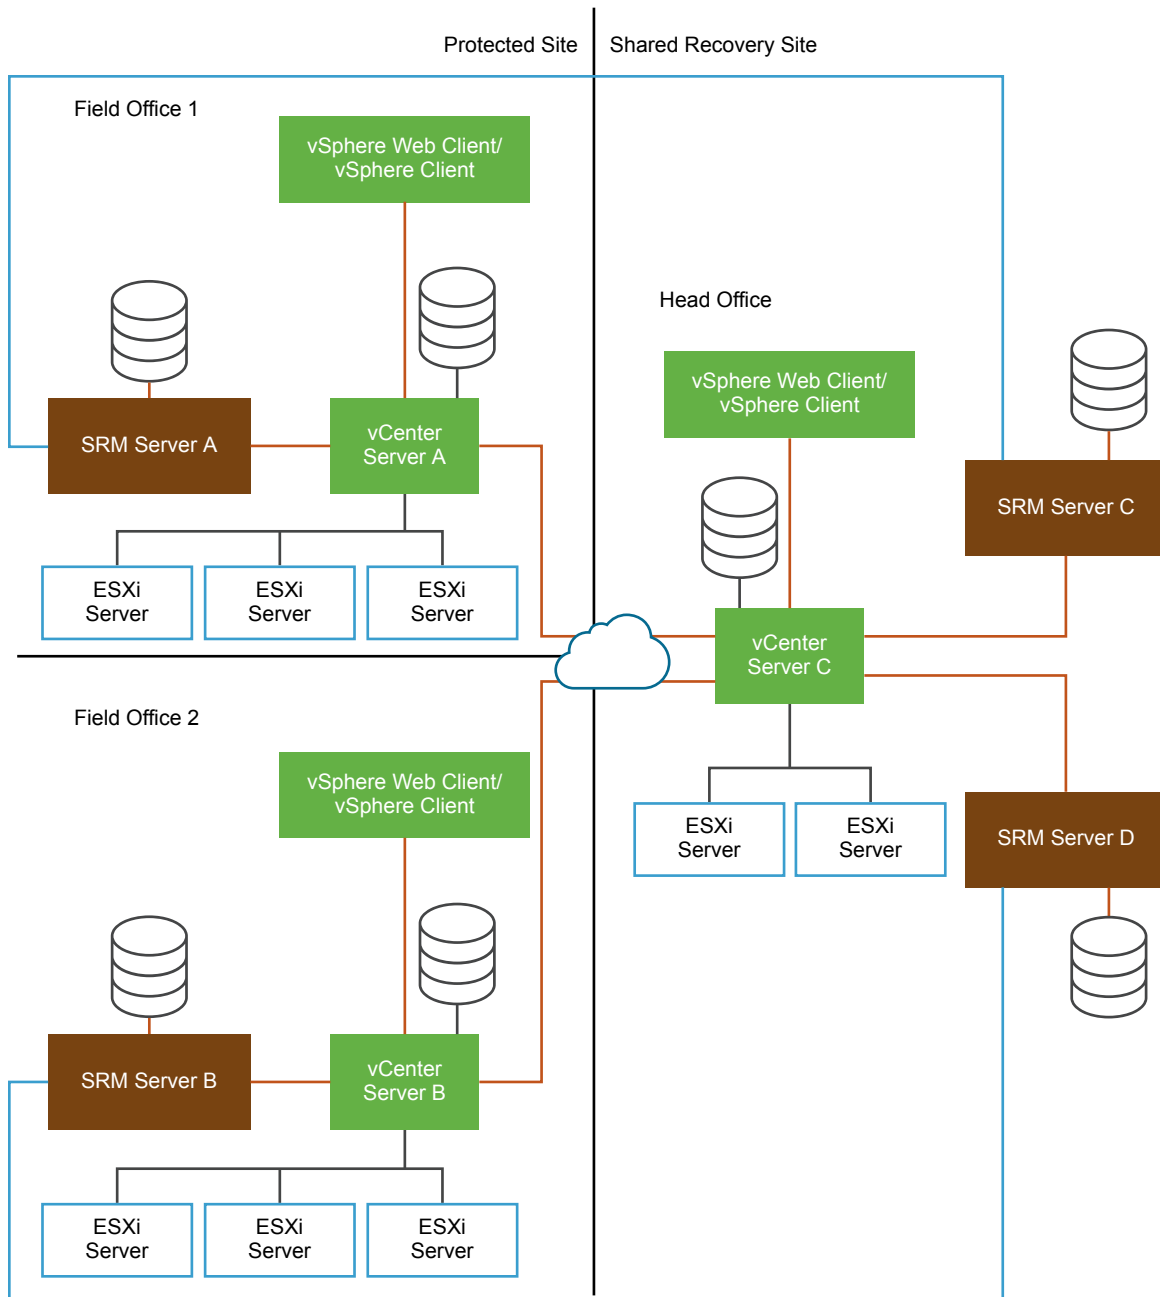 Protected Site
Shared Recovery Site
Field Office 1
vSphere Web Client/
vSphere Client
Head Office
vSphere Web Client/
vSphere Client
SRM Server A
vCenter
Server A
SRM Server C
ESXi
Server
ESXi
Server
ESXi
Server
vCenter
Server C
Field Office 2
vSphere Web Client/
vSphere Client
ESXi
Server
ESXi
Server
SRM Server D
SRM Server B
vCenter
Server B
ESXi
Server
ESXi
Server
ESXi
Server